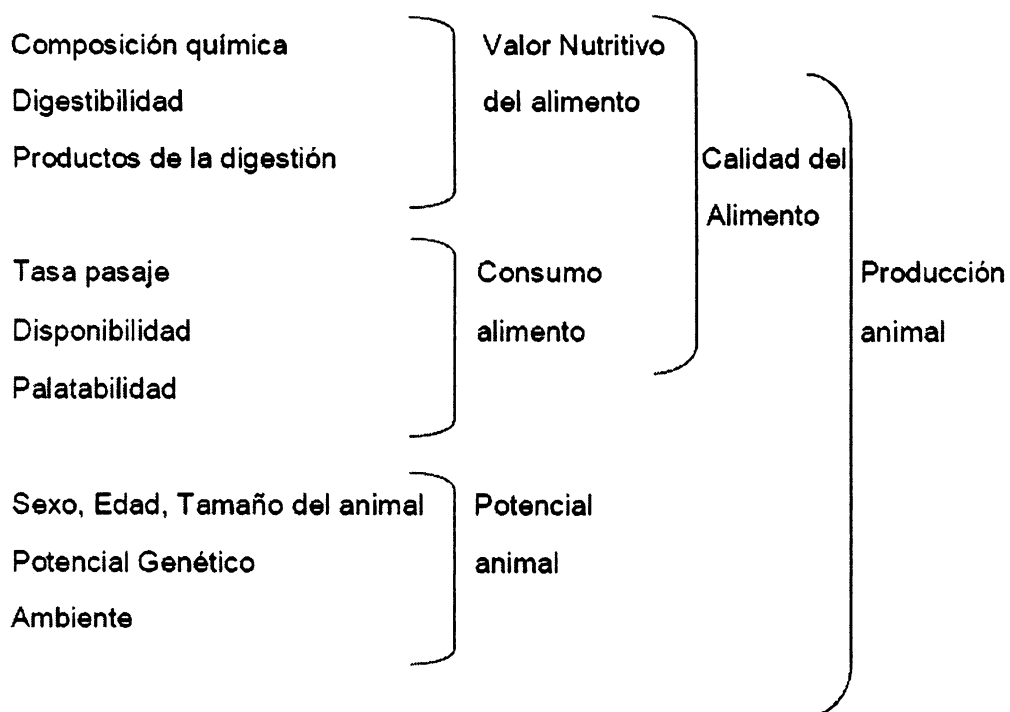 Composición química
Digestibilidad
Productos de la digestión
Valor Nutritivo
del alimento
Calidad del
Alimento
Tasa pasaje
Disponibilidad
Palatabilidad
Consumo
alimento
Producción
animal
Sexo, Edad, Tamaño del animal
Potencial Genético
Ambiente
Potencial
animal